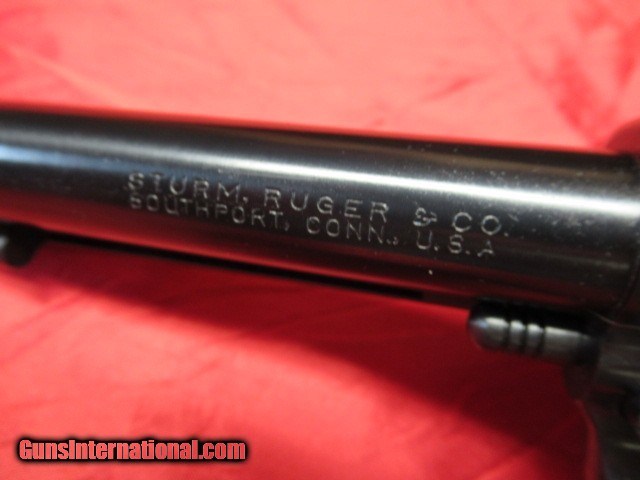 STURM, RUGER & CO.
SOUTHPORT, CONN., U.S.A
GunsInternational.com